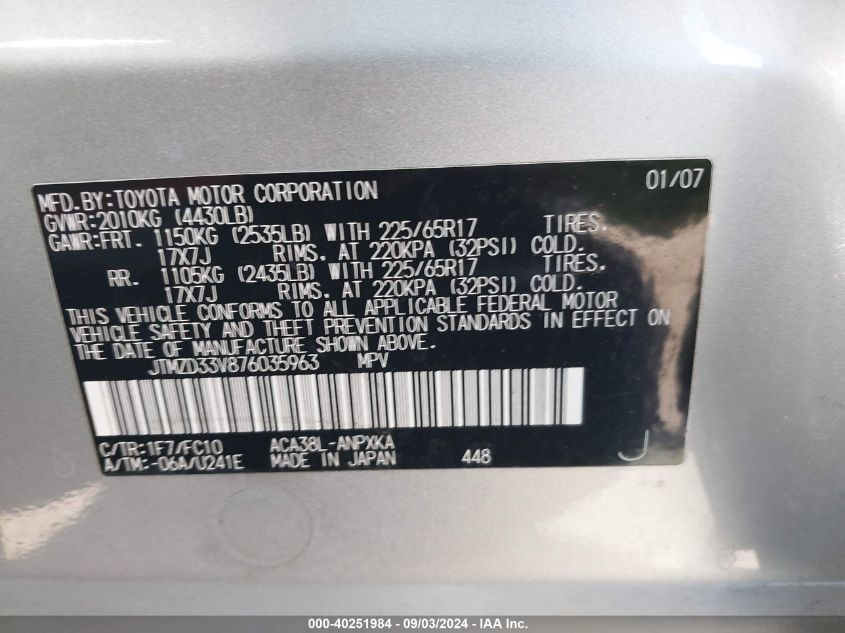 MFD.BY:TOYOTA MOTOR CORPORATION 01/07
GVWR:2010KG (4430LB)
GAWR:FRT. 1150KG (2535LB) WITH 225/65R17 TIRES.
17X7J RIMS. AT 220KPA (32PSI) COLD.
RR. 1105KG (2435LB) WITH 225/65R17 TIRES.
17X7J RIMS. AT 220KPA (32PSI) COLD.
THIS VEHICLE CONFORMS TO ALL APPLICABLE FEDERAL MOTOR
VEHICLE SAFETY AND THEFT PREVENTION STANDARDS IN EFFECT ON
THE DATE OF MANUFACTURE SHOWN ABOVE.
JTMZD33V876035963 MPV
C/TR:1F7/FC10 ACA38L-ANPXKA
A/TM:-06A/U241E MADE IN JAPAN 448 J
000-40251984 - 09/03/2024 - IAAI.COM